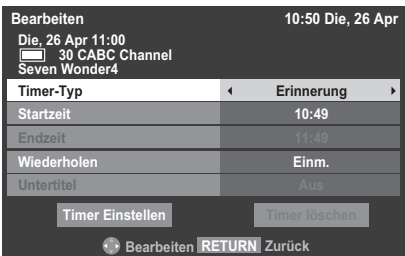 Bearbeiten 10:50 Die, 26 Apr
Die, 26 Apr 11:00
30 CABC Channel
Seven Wonder4
Timer-Typ Erinnerung
Startzeit 10:49
Endzeit 11:49
Wiederholen Einm.
Untertitel Aus
Timer Einstellen Timer löschen
Bearbeiten RETURN Zurück